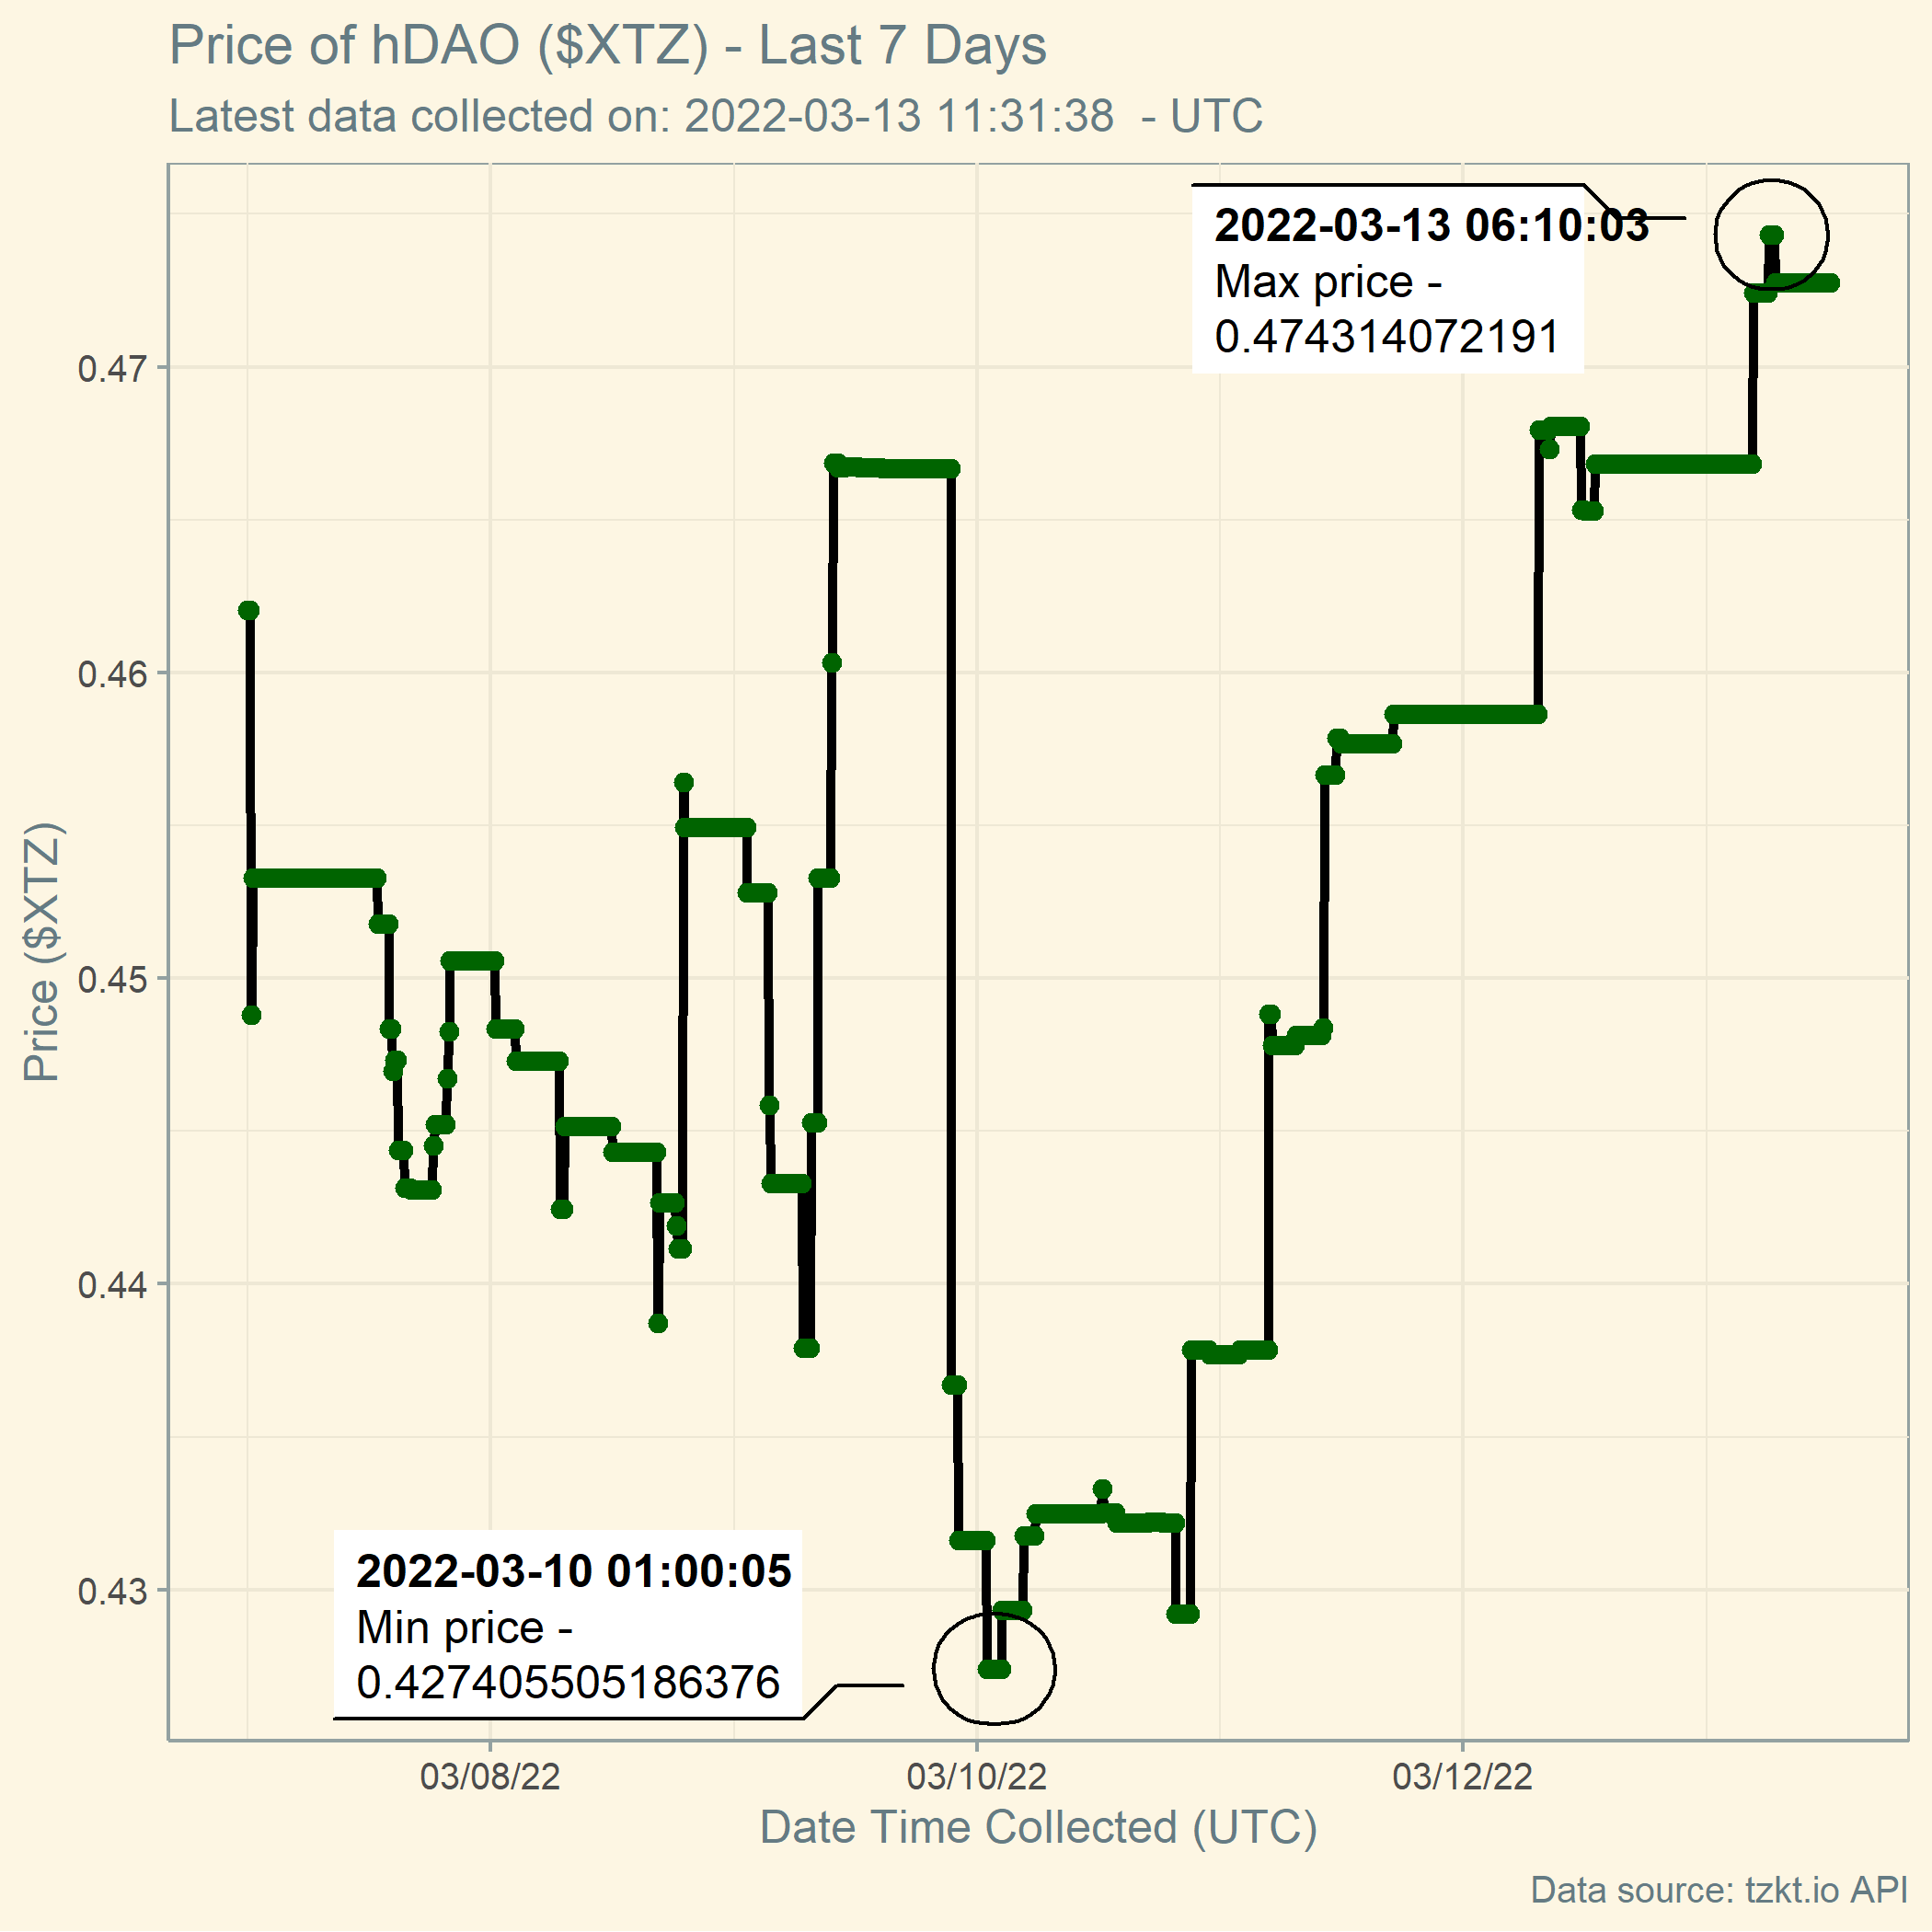 Price of hDAO ($XTZ) - Last 7 Days
Latest data collected on: 2022-03-13 11:31:38  - UTC
2022-03-13 06:10:03
Max price -
0.474314072191
0.47
0.46
0.45
0.44
0.43
Price ($XTZ)
2022-03-10 01:00:05
Min price -
0.427405505186376
03/08/22
03/10/22
03/12/22
Date Time Collected (UTC)
Data source: tzkt.io API